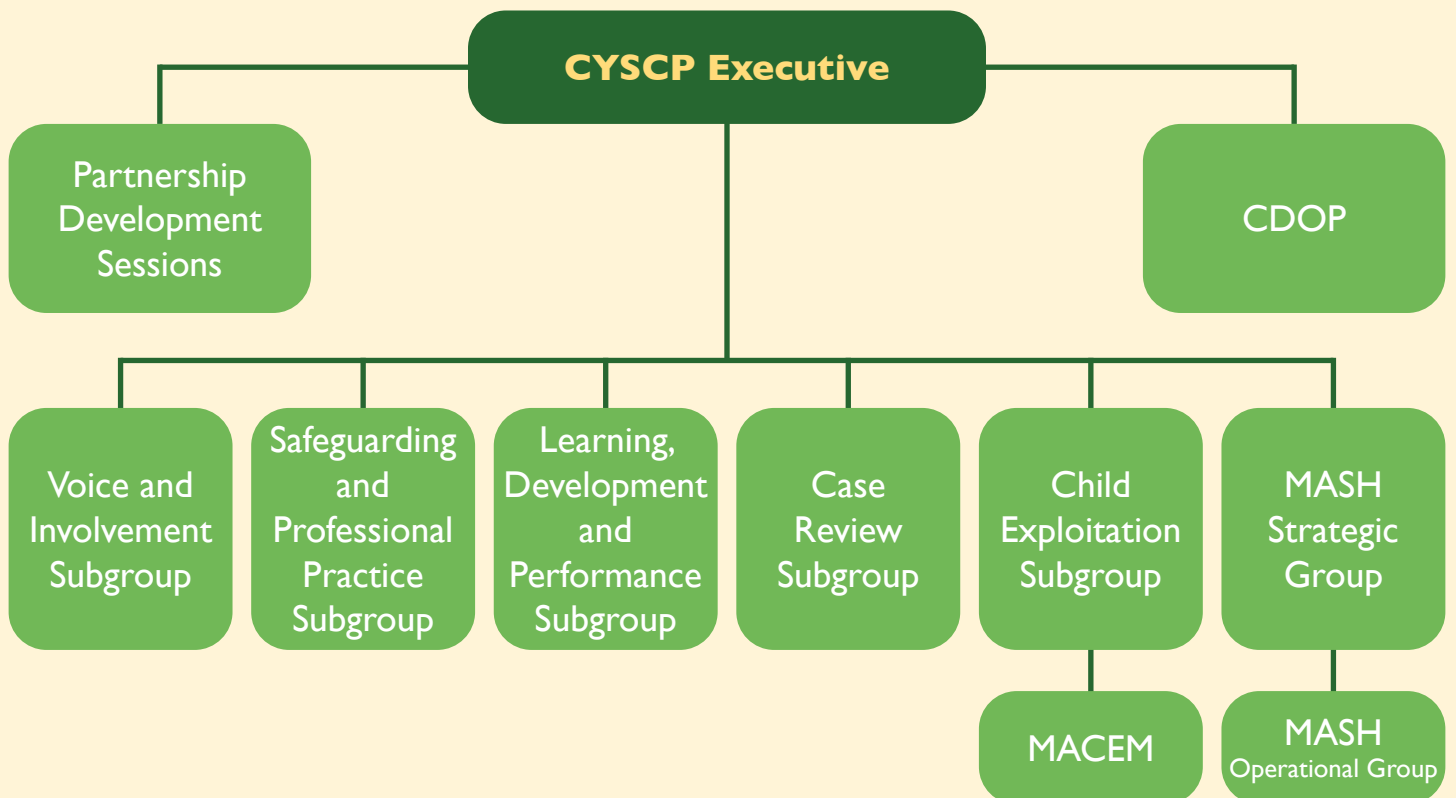 CYSCP Executive
Partnership
Development
Sessions
CDOP
Voice and
Involvement
Subgroup
Safeguarding
and
Professional
Practice
Subgroup
Learning,
Development
and
Performance
Subgroup
Case
Review
Subgroup
Child
Exploitation
Subgroup
MASH
Strategic
Group
MACEM
MASH
Operational Group